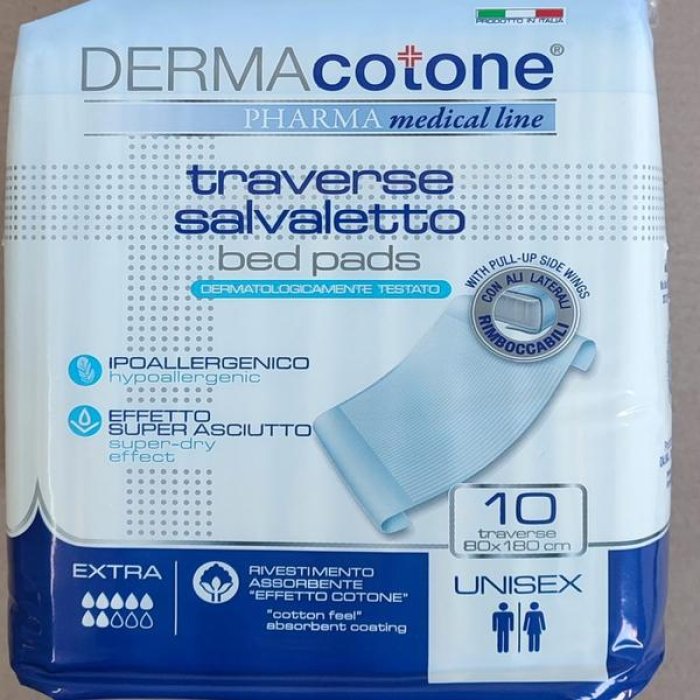 PRODOTTO IN ITALIA
DERMAcotone®
PHARMA medical line
traverse
salvaletto
bed pads
DERMATOLOGICAMENTE TESTATO
WITH PULL-UP SIDE WINGS
CON ALI LATERALI
RIMBOCCABILI
IPOALLERGENICO
hypoallergenic
EFFETTO
SUPER ASCIUTTO
super-dry
effect
10
traverse
80x180 cm
EXTRA
RIVESTIMENTO
ASSORBENTE
"EFFETTO COTONE"
"cotton feel"
absorbent coating
UNISEX